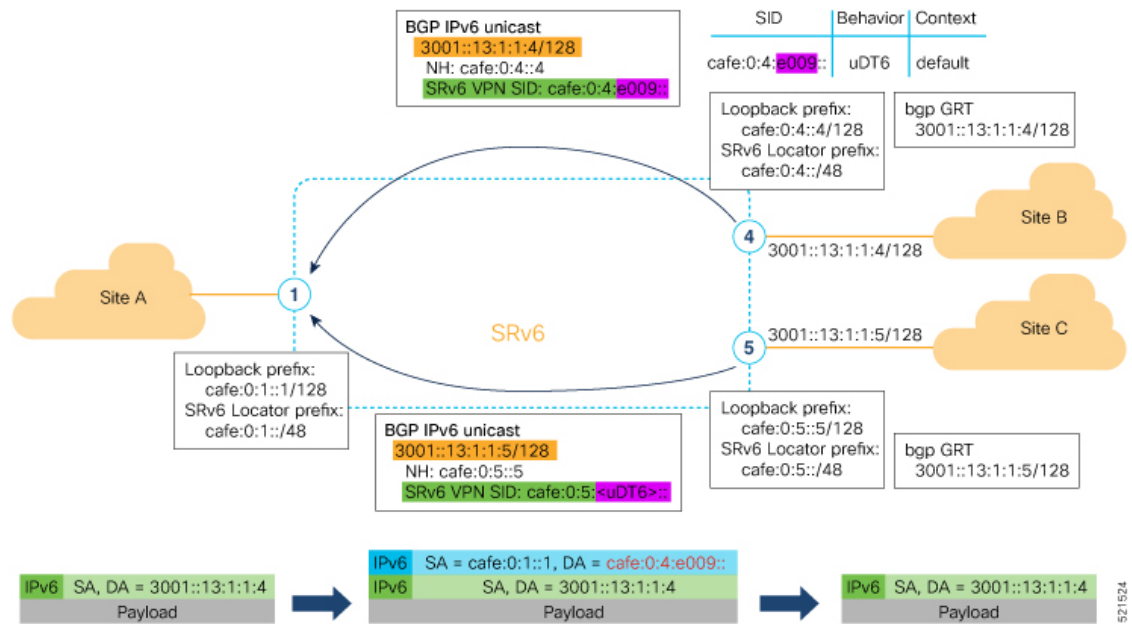 BGP IPv6 unicast
3001::13:1:1:4/128
NH: cafe:0:4::4
SRv6 VPN SID: cafe:0:4:e009::
SID Behavior Context
cafe:0:4:e009:: uDT6 default
Loopback prefix:
cafe:0:4::4/128
SRv6 Locator prefix:
cafe:0:4::/48
bgp GRT
3001::13:1:1:4/128
Site A
1
SRv6
4
3001::13:1:1:4/128
Site B
5
3001::13:1:1:5/128
Site C
Loopback prefix:
cafe:0:1::1/128
SRv6 Locator prefix:
cafe:0:1::/48
BGP IPv6 unicast
3001::13:1:1:5/128
NH: cafe:0:5::5
SRv6 VPN SID: cafe:0:5:<uDT6>::
Loopback prefix:
cafe:0:5::5/128
SRv6 Locator prefix:
cafe:0:5::/48
bgp GRT
3001::13:1:1:5/128
IPv6 SA, DA = 3001::13:1:1:4
Payload
IPv6 SA = cafe:0:1::1, DA = cafe:0:4:e009::
IPv6 SA, DA = 3001::13:1:1:4
Payload
IPv6 SA, DA = 3001::13:1:1:4
Payload
521524